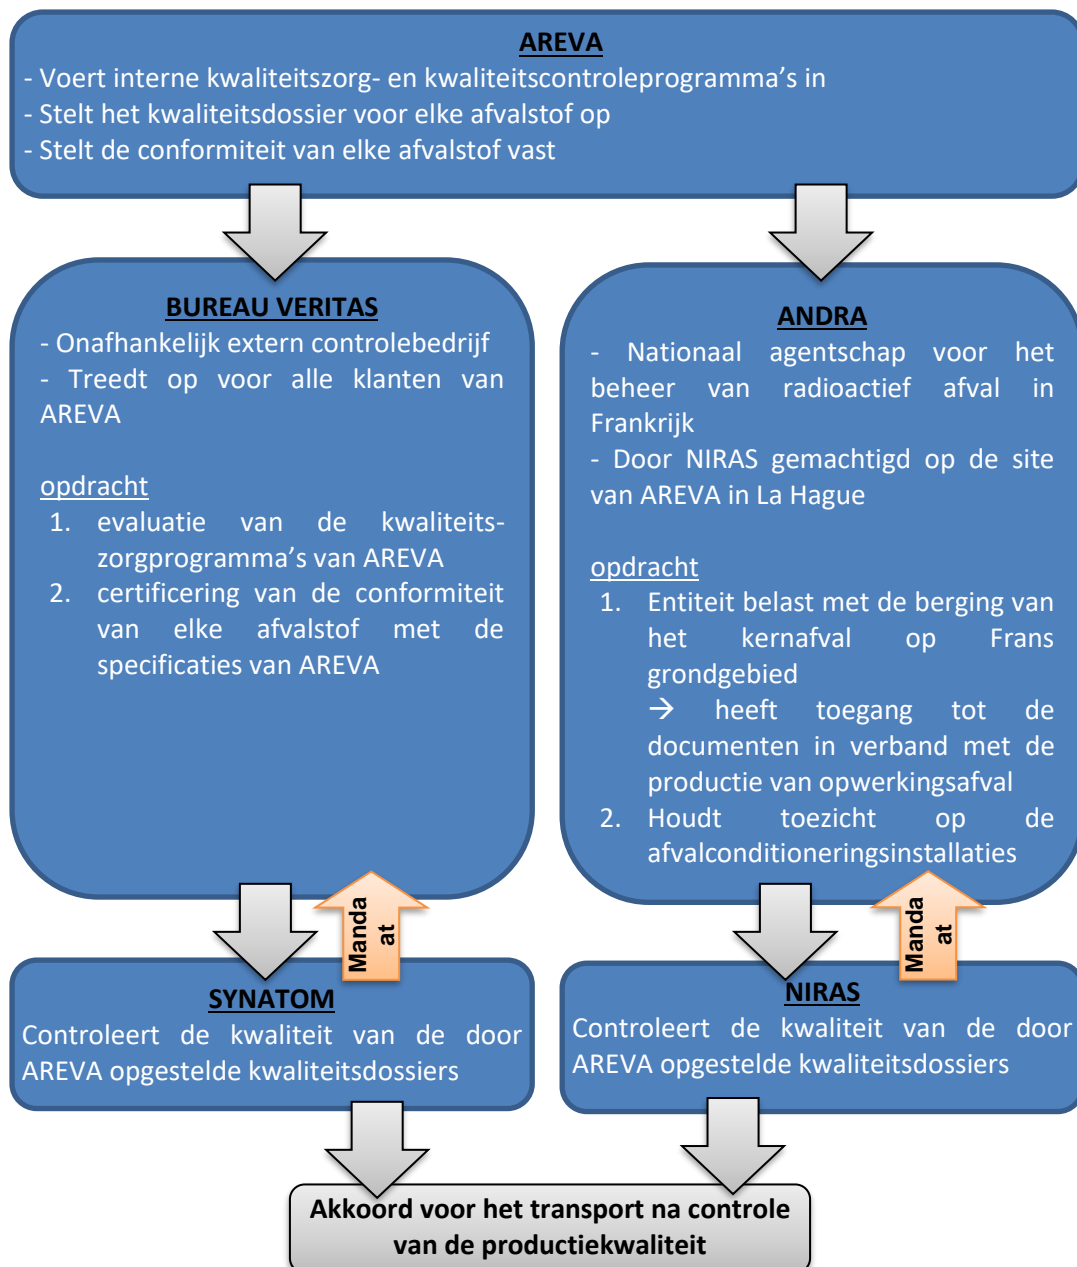 AREVA
- Voert interne kwaliteitszorg- en kwaliteitscontroleprogramma’s in
- Stelt het kwaliteitsdossier voor elke afvalstof op
- Stelt de conformiteit van elke afvalstof vast
BUREAU VERITAS
- Onafhankelijk extern controlebedrijf
- Treedt op voor alle klanten van
AREVA
opdracht
1. evaluatie van de kwaliteits-
zorgprogramma’s van AREVA
2. certificering van de conformiteit
van elke afvalstof met de
specificaties van AREVA
ANDRA
- Nationaal agentschap voor het
beheer van radioactief afval in
Frankrijk
- Door NIRAS gemachtigd op de site
van AREVA in La Hague
opdracht
1. Entiteit belast met de berging van
het kernafval op Frans
grondgebied
→ heeft toegang tot de
documenten in verband met de
productie van opwerkingsafval
2. Houdt toezicht op de
afvalconditioneringsinstallaties
Manda
at
Manda
at
SYNATOM
Controleert de kwaliteit van de door
AREVA opgestelde kwaliteitsdossiers
NIRAS
Controleert de kwaliteit van de door
AREVA opgestelde kwaliteitsdossiers
Akkoord voor het transport na controle
van de productiekwaliteit